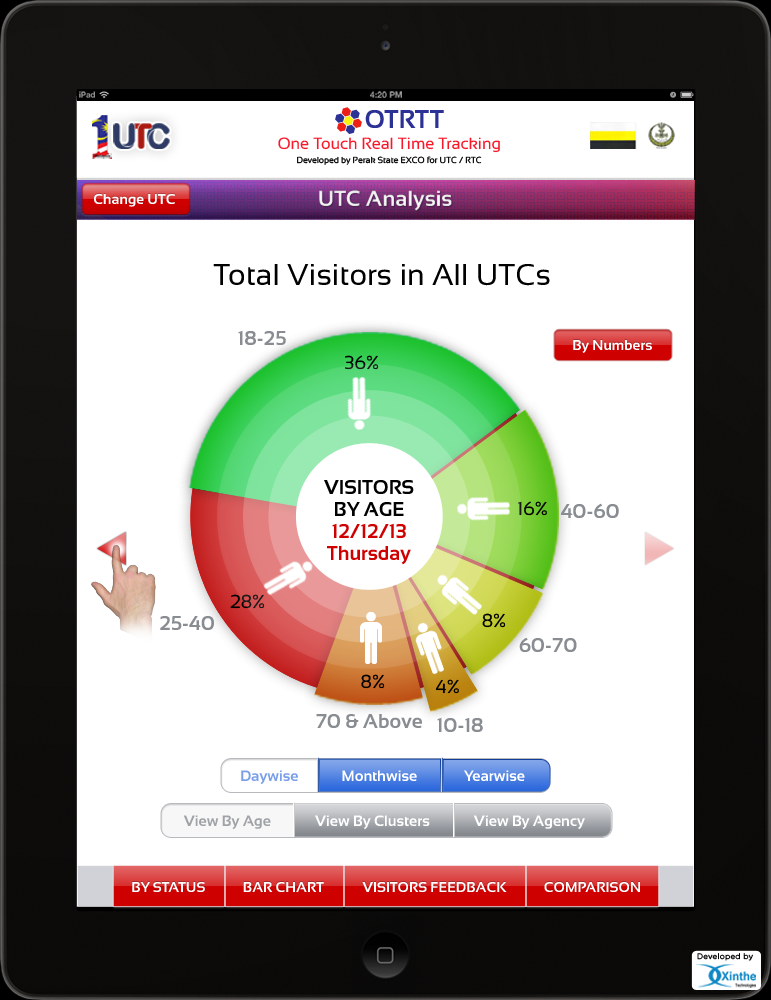 iPad
4:20 PM
1UTC
OTRTT
One Touch Real Time Tracking
Developed by Perak State EXCO for UTC / RTC
Change UTC
UTC Analysis
Total Visitors in All UTCs
18-25
By Numbers
36%
VISITORS
BY AGE
12/12/13
Thursday
16%
40-60
28%
25-40
8%
60-70
8%
4%
70 & Above
10-18
Daywise
Monthwise
Yearwise
View By Age
View By Clusters
View By Agency
BY STATUS
BAR CHART
VISITORS FEEDBACK
COMPARISON
Developed by
Xinthe
Technologies